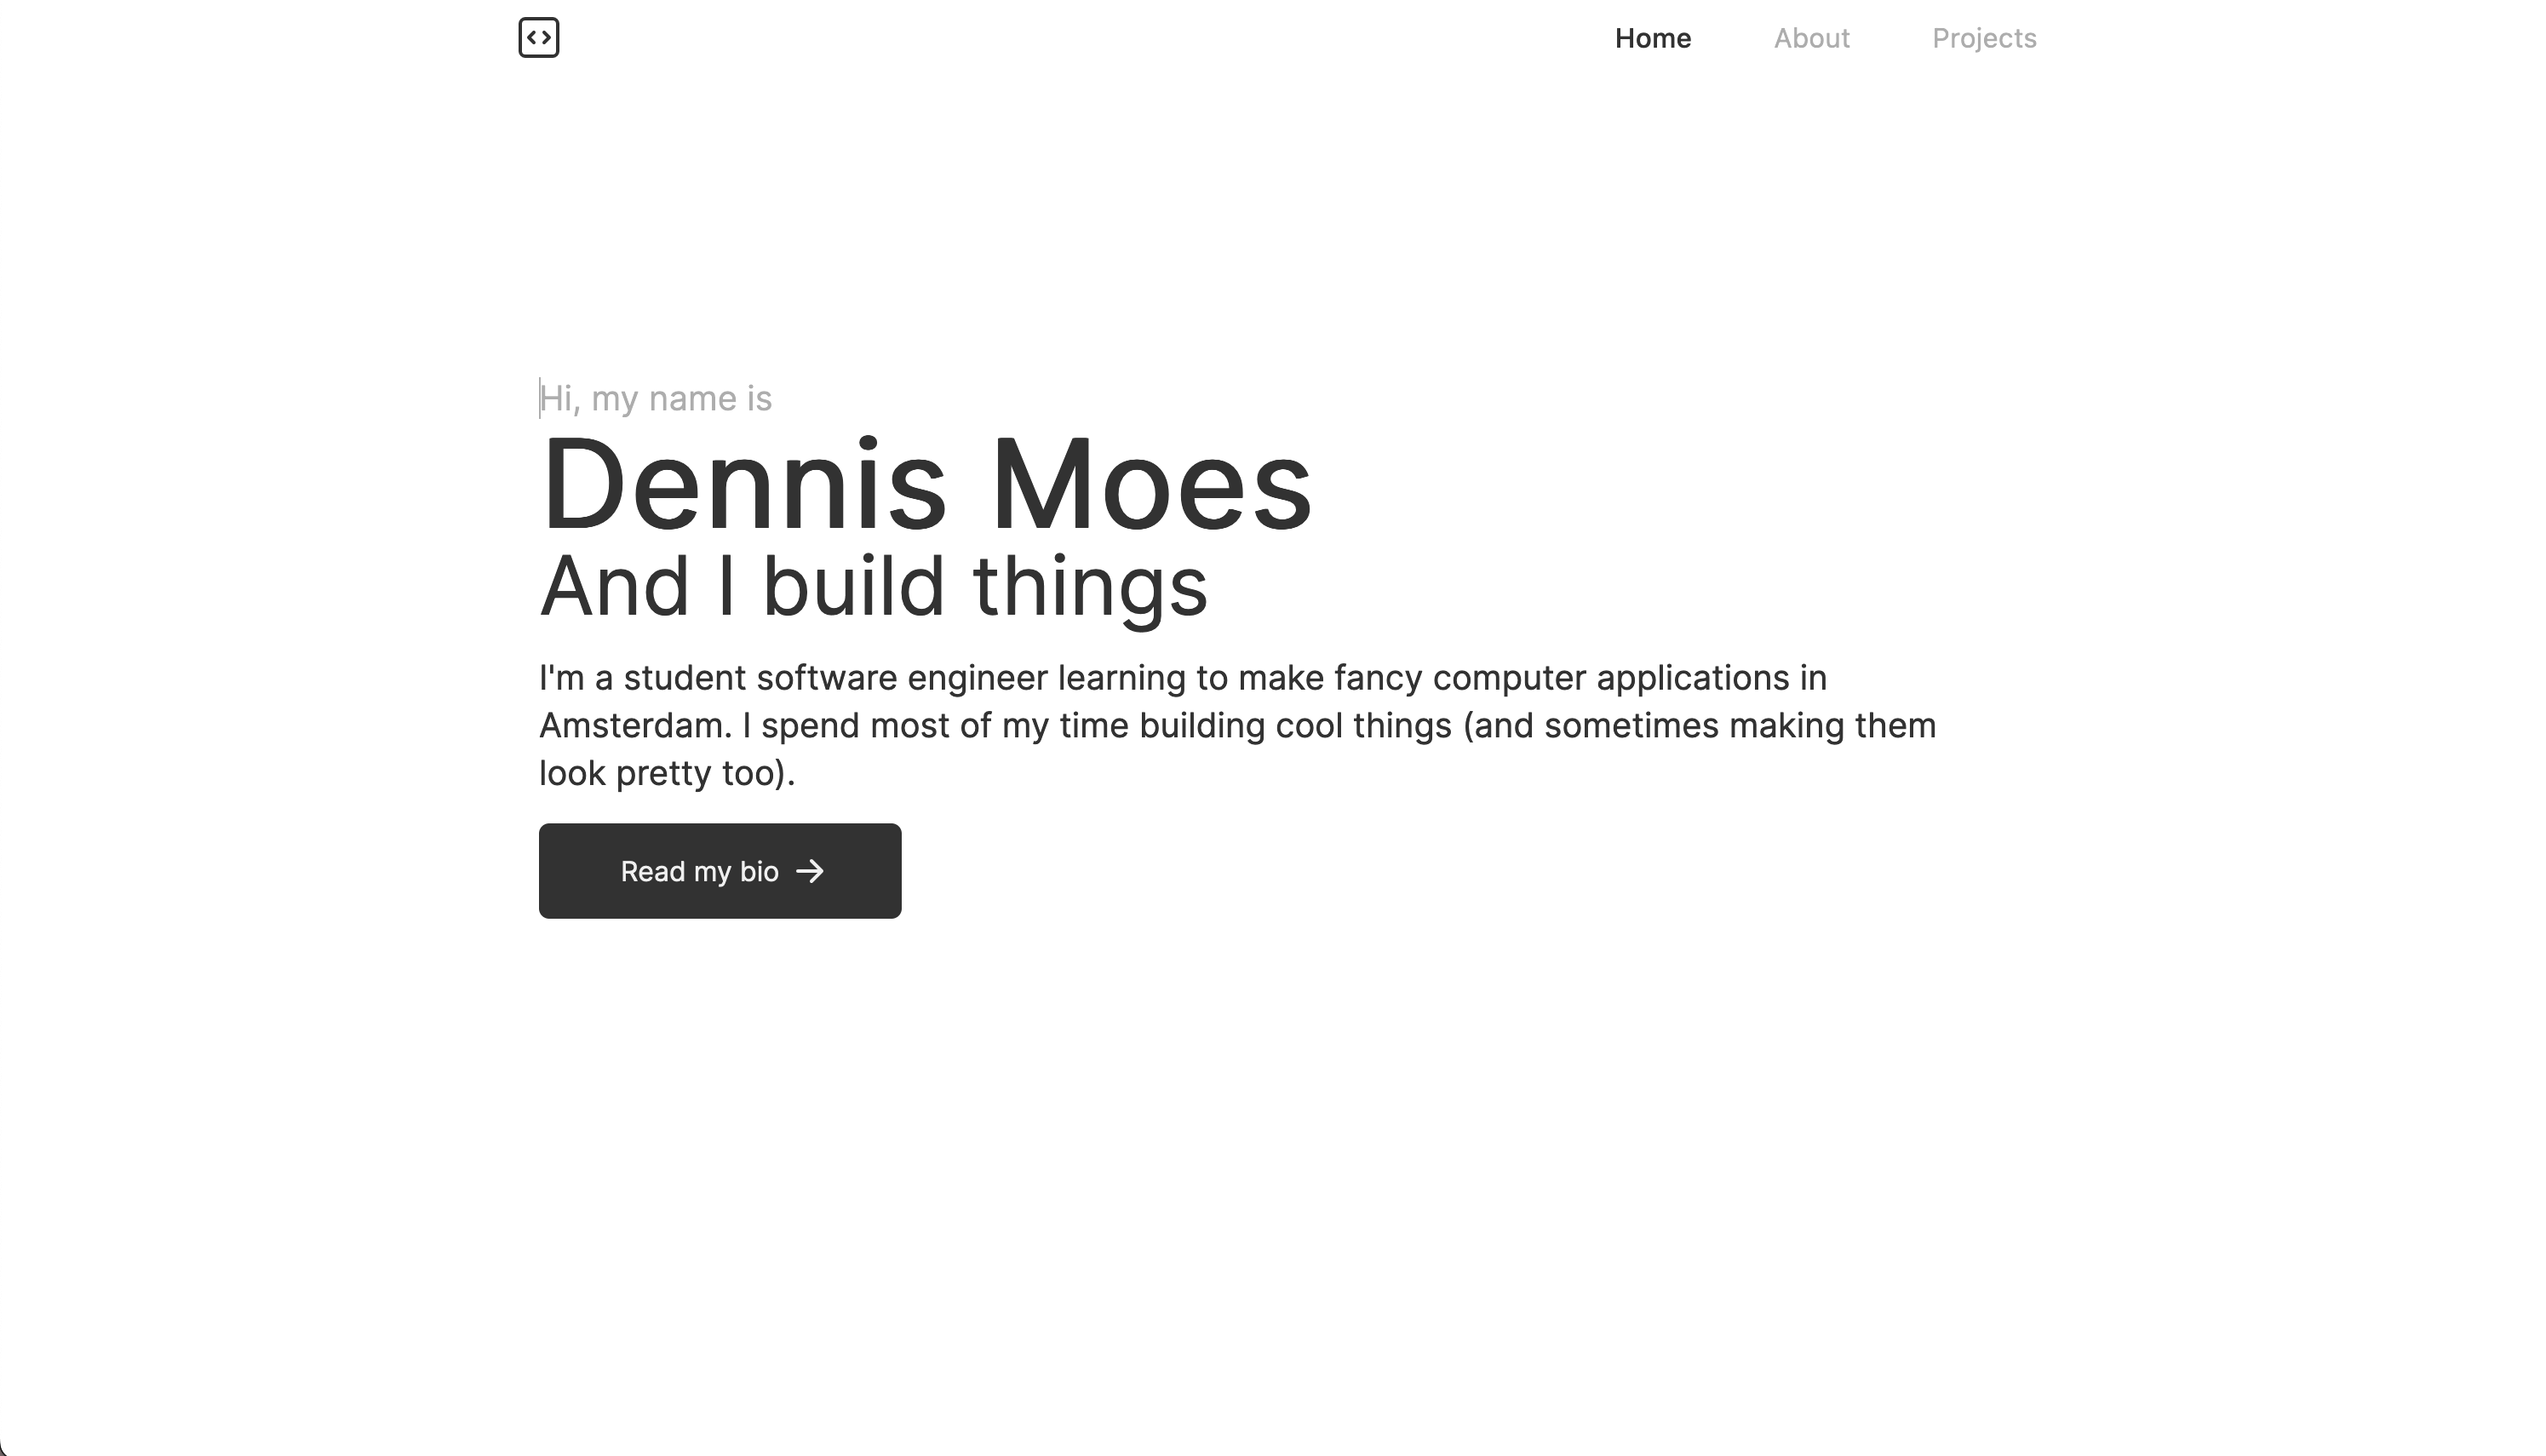 Home About Projects
Hi, my name is
Dennis Moes
And I build things
I'm a student software engineer learning to make fancy computer applications in
Amsterdam. I spend most of my time building cool things (and sometimes making them
look pretty too).
Read my bio →